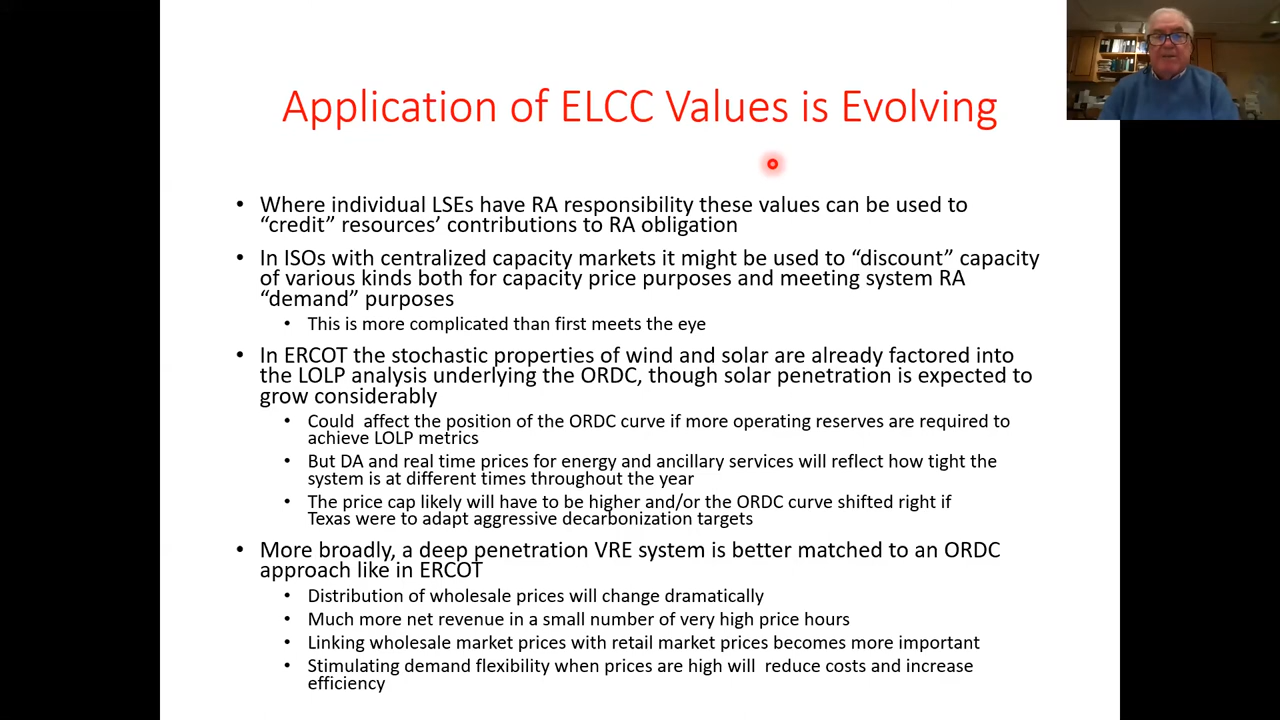 Application of ELCC Values is Evolving
• Where individual LSEs have RA responsibility these values can be used to
“credit” resources’ contributions to RA obligation
• In ISOs with centralized capacity markets it might be used to “discount” capacity
of various kinds both for capacity price purposes and meeting system RA
“demand” purposes
• This is more complicated than first meets the eye
• In ERCOT the stochastic properties of wind and solar are already factored into
the LOLP analysis underlying the ORDC, though solar penetration is expected to
grow considerably
• Could affect the position of the ORDC curve if more operating reserves are required to
achieve LOLP metrics
• But DA and real time prices for energy and ancillary services will reflect how tight the
system is at different times throughout the year
• The price cap likely will have to be higher and/or the ORDC curve shifted right if
Texas were to adapt aggressive decarbonization targets
• More broadly, a deep penetration VRE system is better matched to an ORDC
approach like in ERCOT
• Distribution of wholesale prices will change dramatically
• Much more net revenue in a small number of very high price hours
• Linking wholesale market prices with retail market prices becomes more important
• Stimulating demand flexibility when prices are high will reduce costs and increase
efficiency